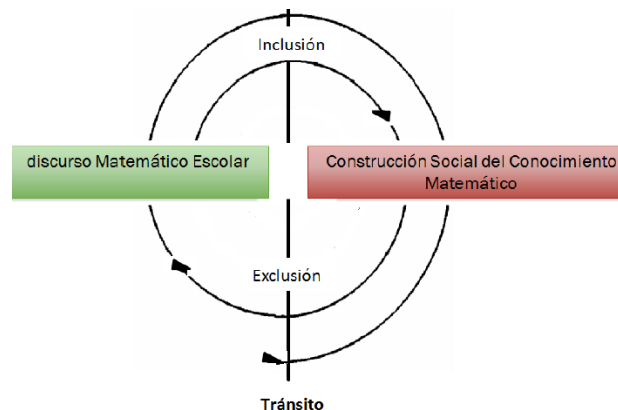 Inclusión
discurso Matemático Escolar
Construcción Social del Conocimiento
Matemático
Exclusión
Tránsito